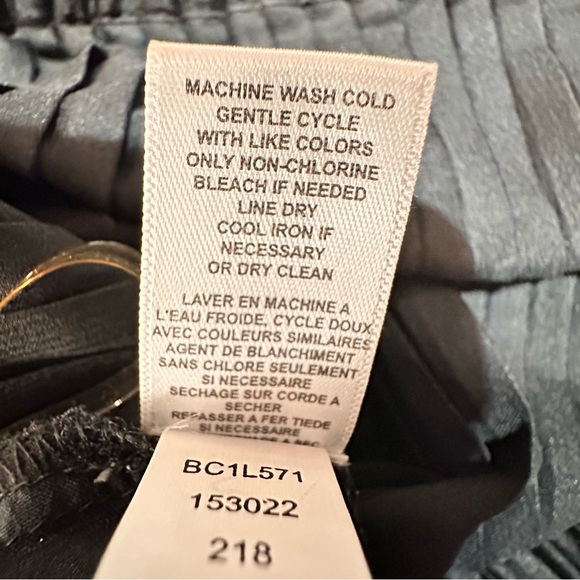 MACHINE WASH COLD
GENTLE CYCLE
WITH LIKE COLORS
ONLY NON-CHLORINE
BLEACH IF NEEDED
LINE DRY
COOL IRON IF
NECESSARY
OR DRY CLEAN
LAVER EN MACHINE A
L'EAU FROIDE, CYCLE DOUX
AVEC COULEURS SIMILAIRES
AGENT DE BLANCHIMENT
SANS CHLORE SEULEMENT
SI NECESSAIRE
SECHAGE SUR CORDE A
SECHER
REPASSER A FER TIEDE
SI NECESSAIRE
A SEC
BC1L571
153022
218